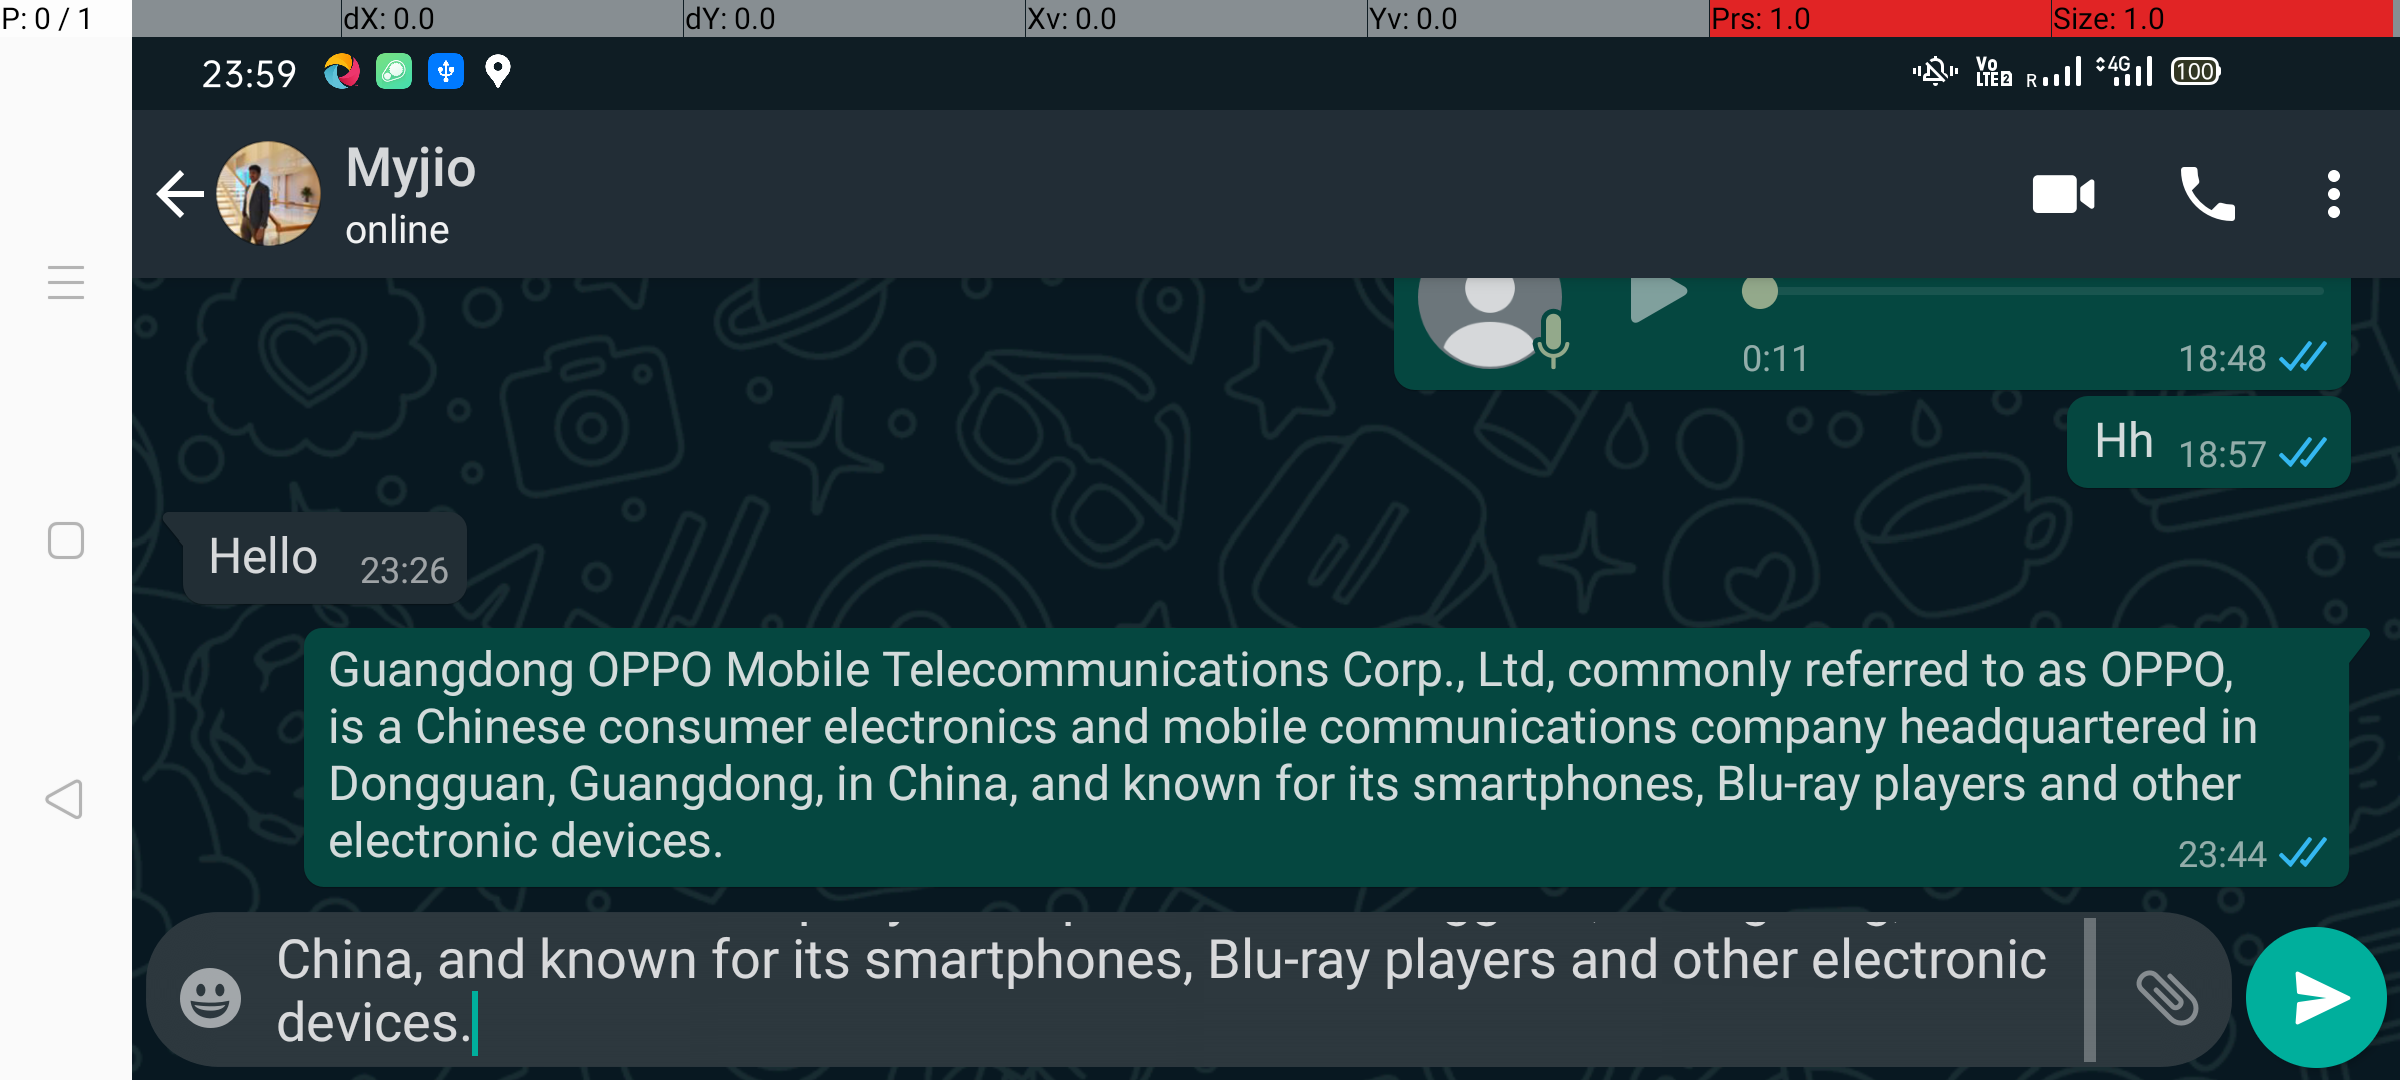 P: 0 / 1
dX: 0.0
dY: 0.0
Xv: 0.0
Yv: 0.0
Prs: 1.0
Size: 1.0
23:59
Vo LTE2
R
4G
100
Myjio
online
0:11
18:48
Hh 18:57
Hello 23:26
Guangdong OPPO Mobile Telecommunications Corp., Ltd, commonly referred to as OPPO,
is a Chinese consumer electronics and mobile communications company headquartered in
Dongguan, Guangdong, in China, and known for its smartphones, Blu-ray players and other
electronic devices.
23:44
China, and known for its smartphones, Blu-ray players and other electronic
devices.